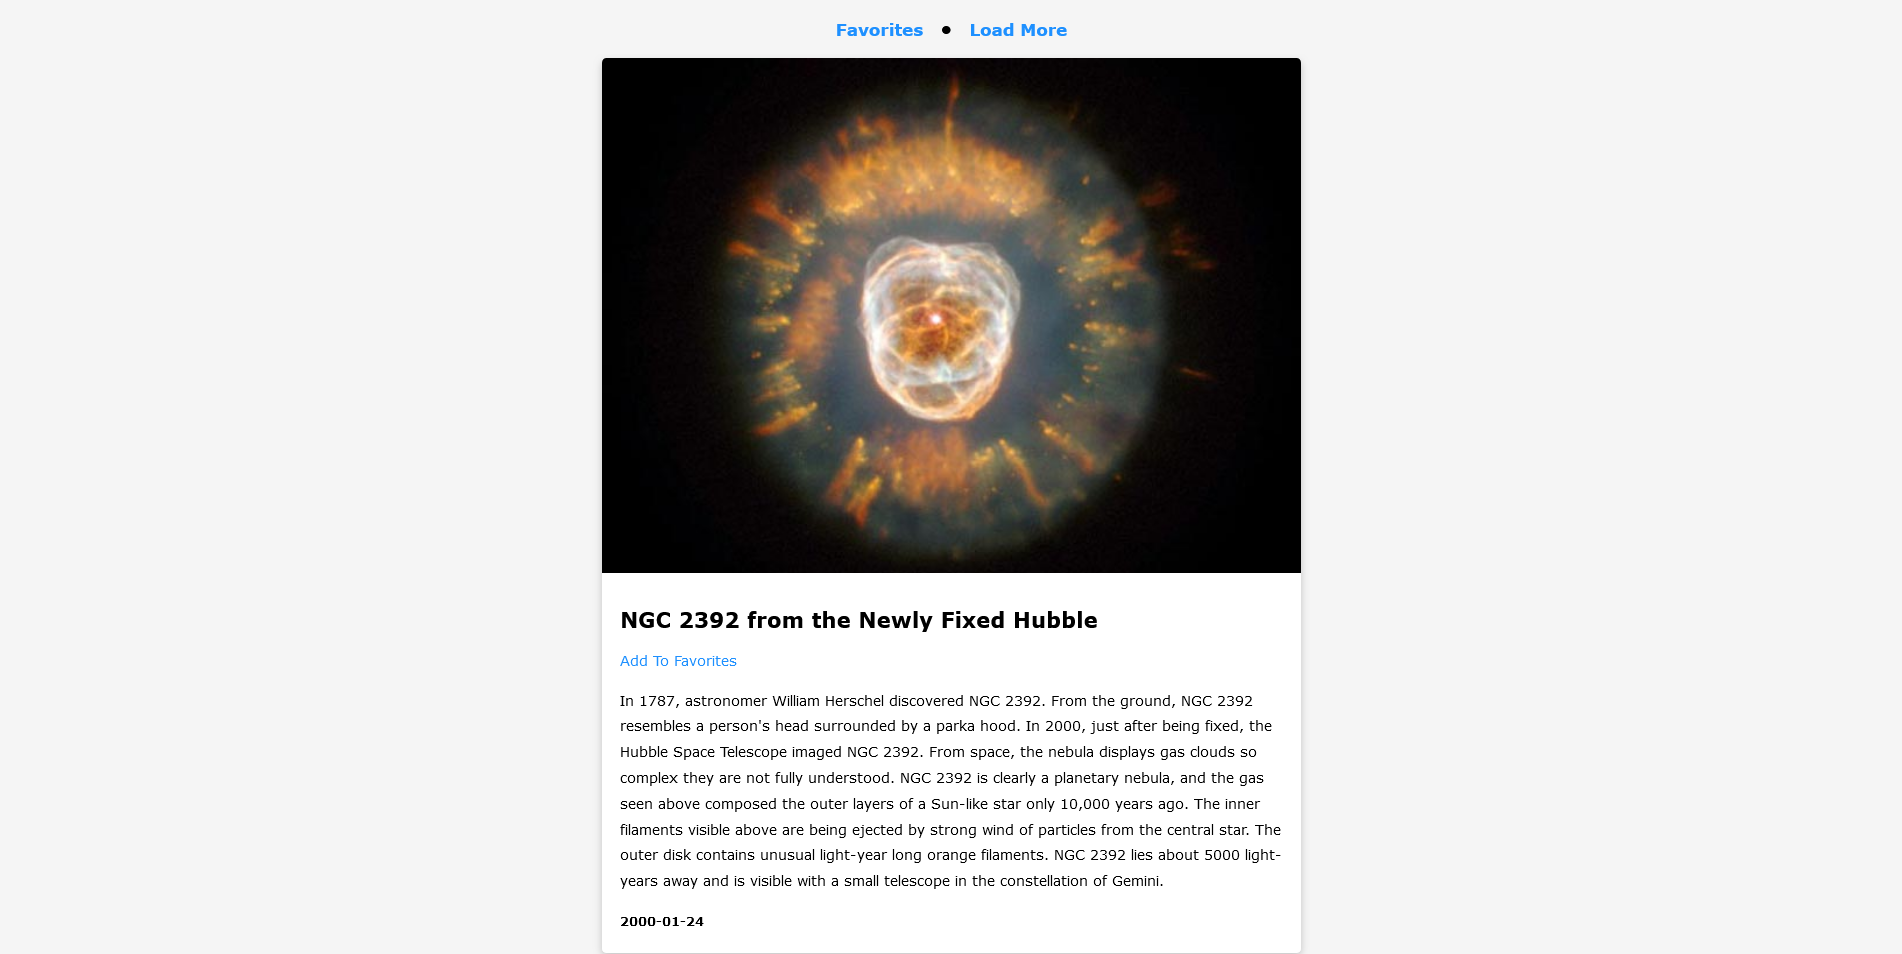 Favorites • Load More
NGC 2392 from the Newly Fixed Hubble
Add To Favorites
In 1787, astronomer William Herschel discovered NGC 2392. From the ground, NGC 2392
resembles a person's head surrounded by a parka hood. In 2000, just after being fixed, the
Hubble Space Telescope imaged NGC 2392. From space, the nebula displays gas clouds so
complex they are not fully understood. NGC 2392 is clearly a planetary nebula, and the gas
seen above composed the outer layers of a Sun-like star only 10,000 years ago. The inner
filaments visible above are being ejected by strong wind of particles from the central star. The
outer disk contains unusual light-year long orange filaments. NGC 2392 lies about 5000 light-
years away and is visible with a small telescope in the constellation of Gemini.
2000-01-24